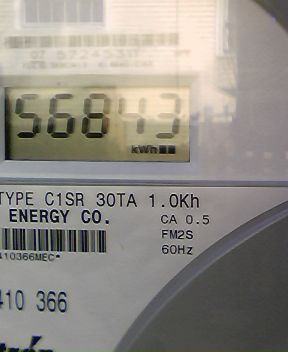 56843
kWh
TYPE C1SR 30TA 1.0Kh
ENERGY CO.
CA 0.5
FM2S
60Hz
410366MEC*
410 366